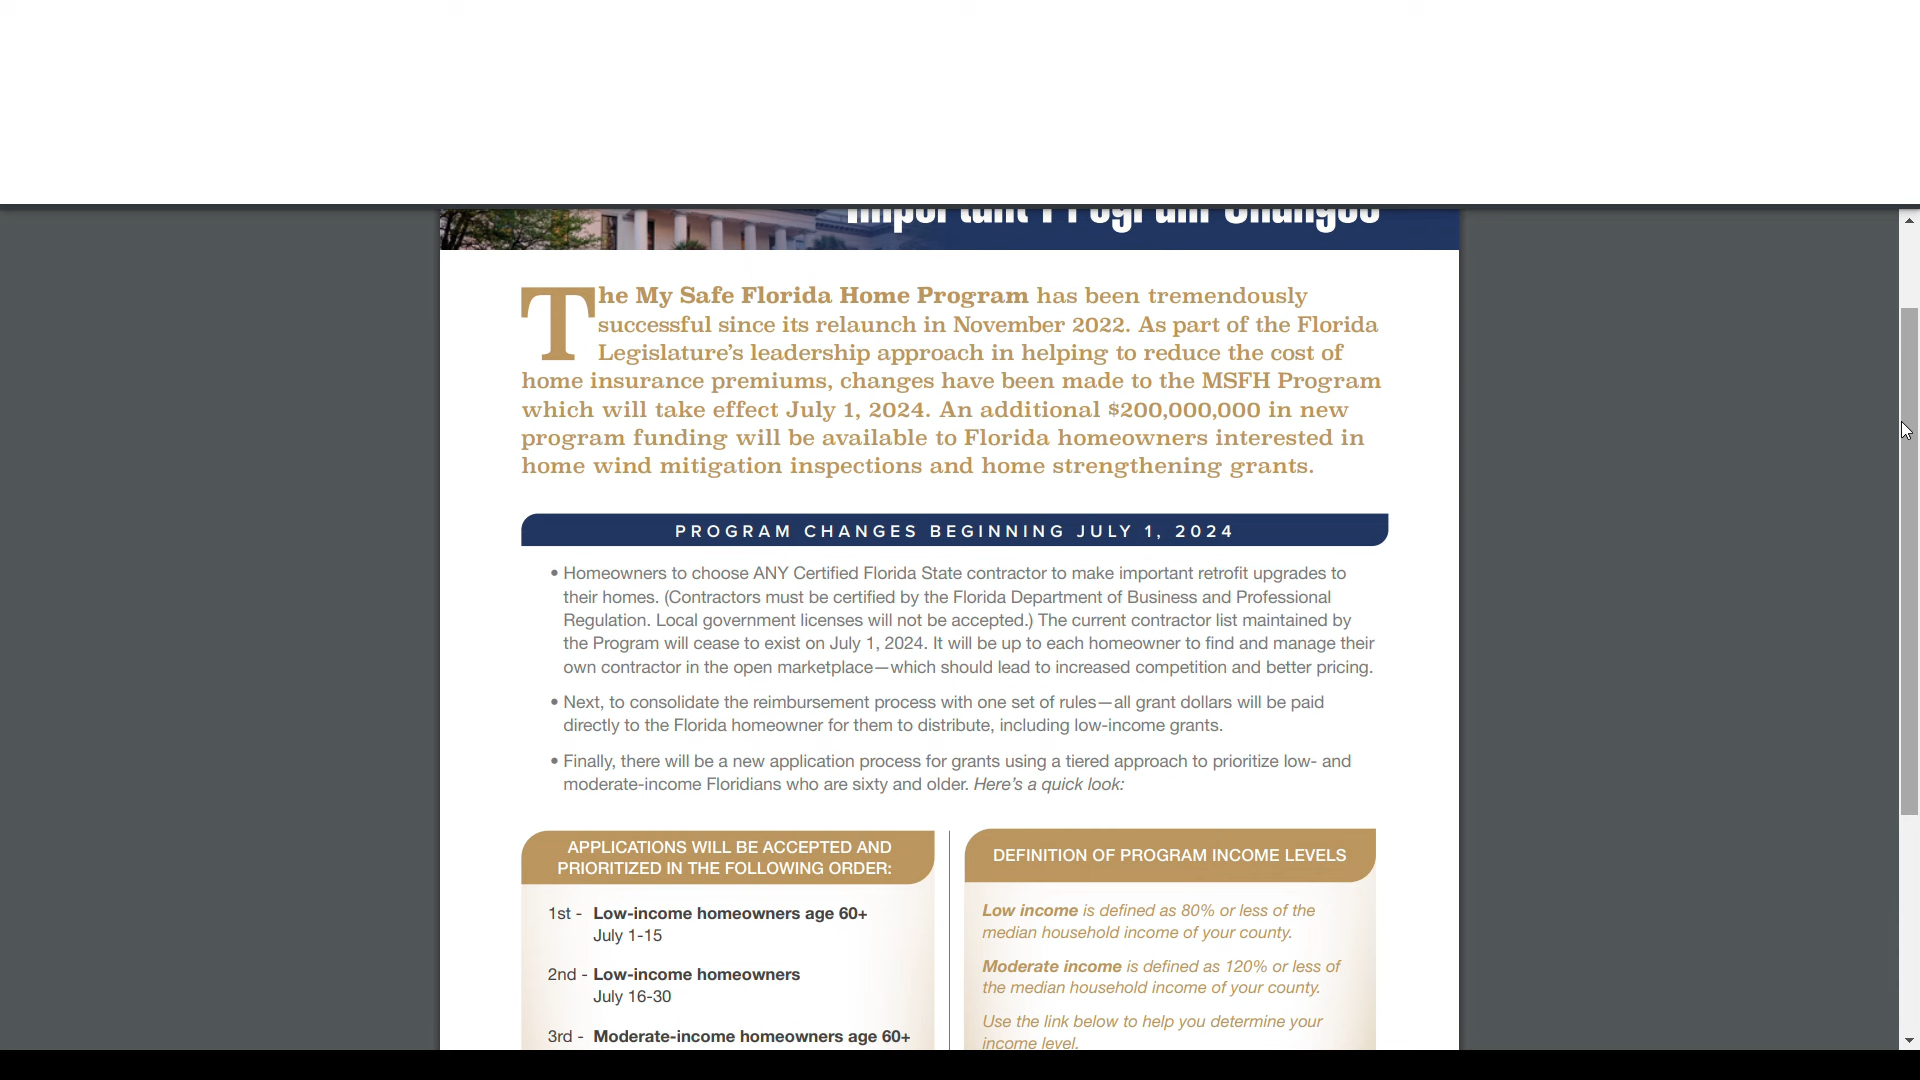 Important Program Changes
The My Safe Florida Home Program has been tremendously
successful since its relaunch in November 2022. As part of the Florida
Legislature’s leadership approach in helping to reduce the cost of
home insurance premiums, changes have been made to the MSFH Program
which will take effect July 1, 2024. An additional $200,000,000 in new
program funding will be available to Florida homeowners interested in
home wind mitigation inspections and home strengthening grants.
PROGRAM CHANGES BEGINNING JULY 1, 2024
• Homeowners to choose ANY Certified Florida State contractor to make important retrofit upgrades to
their homes. (Contractors must be certified by the Florida Department of Business and Professional
Regulation. Local government licenses will not be accepted.) The current contractor list maintained by
the Program will cease to exist on July 1, 2024. It will be up to each homeowner to find and manage their
own contractor in the open marketplace—which should lead to increased competition and better pricing.
• Next, to consolidate the reimbursement process with one set of rules—all grant dollars will be paid
directly to the Florida homeowner for them to distribute, including low-income grants.
• Finally, there will be a new application process for grants using a tiered approach to prioritize low- and
moderate-income Floridians who are sixty and older. Here’s a quick look:
APPLICATIONS WILL BE ACCEPTED AND
PRIORITIZED IN THE FOLLOWING ORDER:
1st - Low-income homeowners age 60+
July 1-15
2nd - Low-income homeowners
July 16-30
3rd - Moderate-income homeowners age 60+
DEFINITION OF PROGRAM INCOME LEVELS
Low income is defined as 80% or less of the
median household income of your county.
Moderate income is defined as 120% or less of
the median household income of your county.
Use the link below to help you determine your
income level.